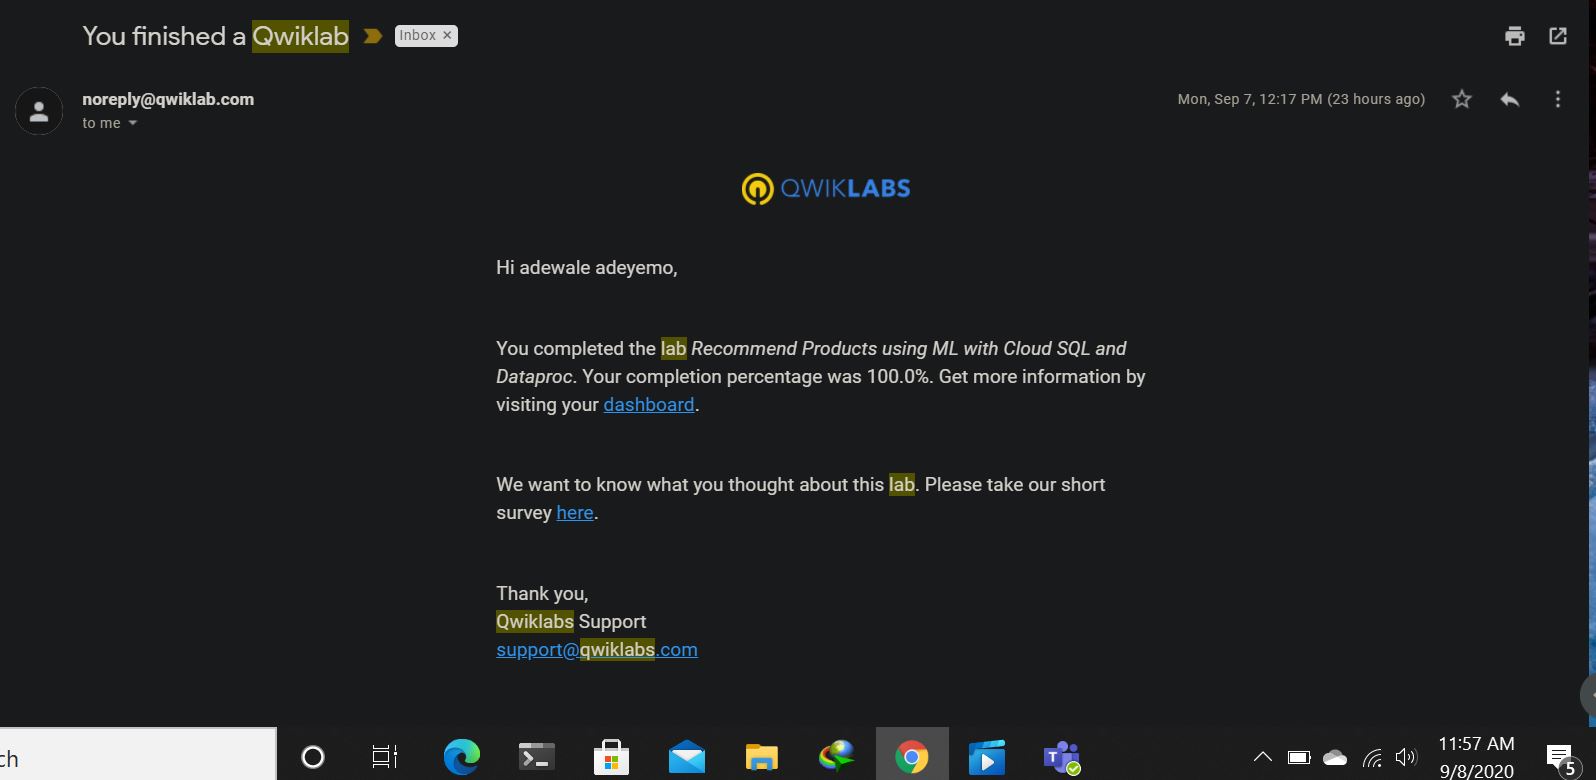 You finished a Qwiklab
Inbox ×
noreply@qwiklab.com
Mon, Sep 7, 12:17 PM (23 hours ago)
to me
QWIKLABS
Hi adewale adeyemo,
You completed the lab Recommend Products using ML with Cloud SQL and
Dataproc. Your completion percentage was 100.0%. Get more information by
visiting your dashboard.
We want to know what you thought about this lab. Please take our short
survey here.
Thank you,
Qwiklabs Support
support@qwiklabs.com
ch
T
11:57 AM
9/8/2020
5